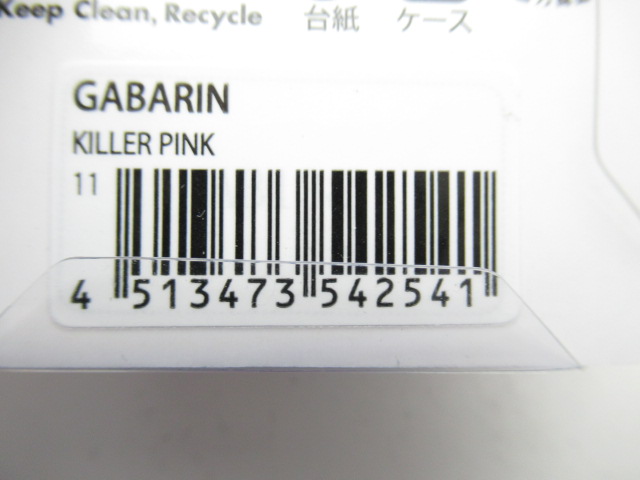 Keep Clean, Recycle
台紙 ケース
GABARIN
KILLER PINK
11
4 513473 542541